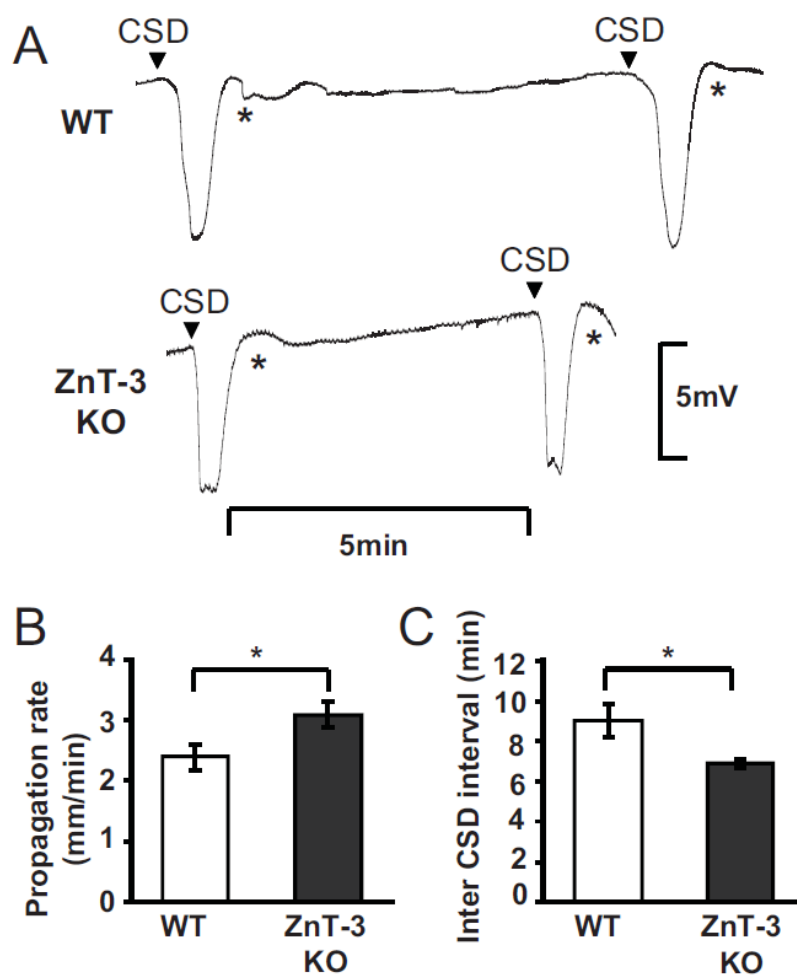 A
CSD
CSD
*
*
WT
CSD
CSD
*
*
ZnT-3
KO
5mV
5min
B
Propagation rate
(mm/min)
4
3
2
1
0
*
WT
ZnT-3
KO
C
Inter CSD interval (min)
12
10
8
6
4
2
0
*
WT
ZnT-3
KO